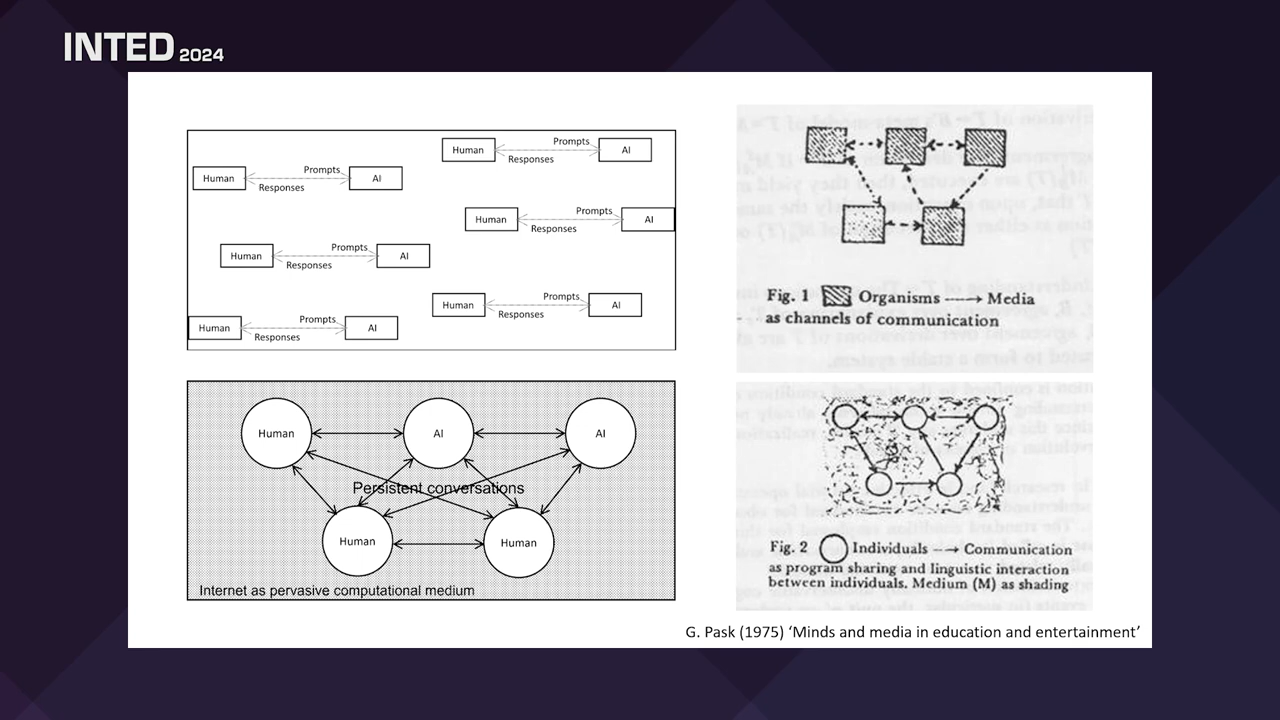 INTED 2024
Human
Prompts
Responses
AI
Human
Prompts
Responses
AI
Human
Prompts
Responses
AI
Human
Prompts
Responses
AI
Human
Prompts
Responses
AI
Human
Prompts
Responses
AI
Human
AI
AI
Persistent conversations
Human
Human
Internet as pervasive computational medium
Fig. 1 Organisms → Media
as channels of communication
Fig. 2 Individuals → Communication
as program sharing and linguistic interaction
between individuals. Medium (M) as shading
G. Pask (1975) ‘Minds and media in education and entertainment’